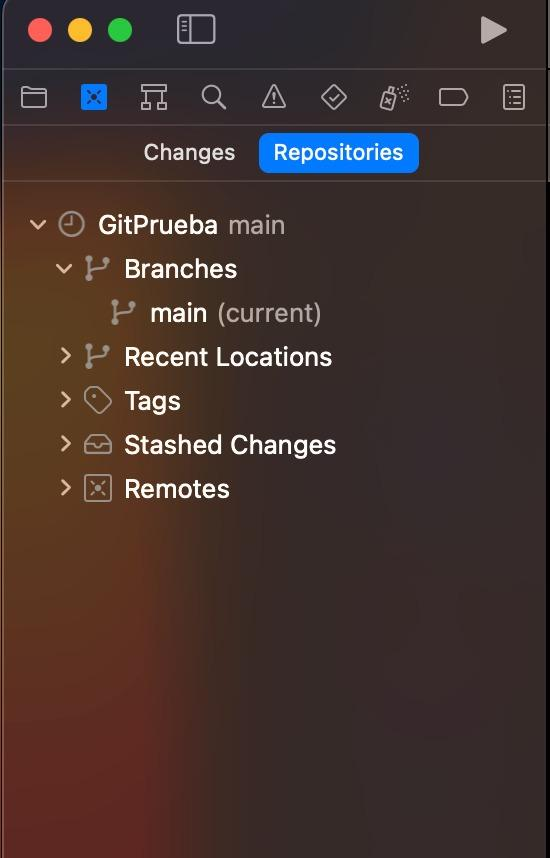 Changes Repositories
GitPrueba main
Branches
main (current)
Recent Locations
Tags
Stashed Changes
Remotes